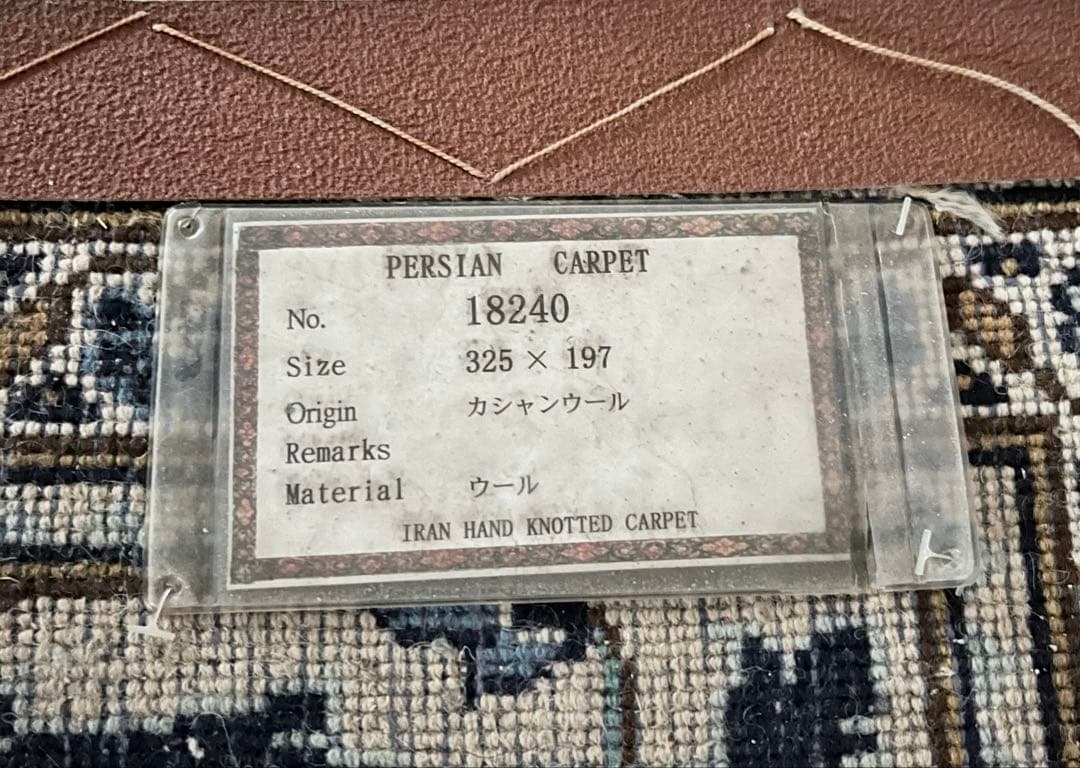 PERSIAN CARPET
No. 18240
Size 325 × 197
Origin カシャンウール
Remarks
Material ウール
IRAN HAND KNOTTED CARPET